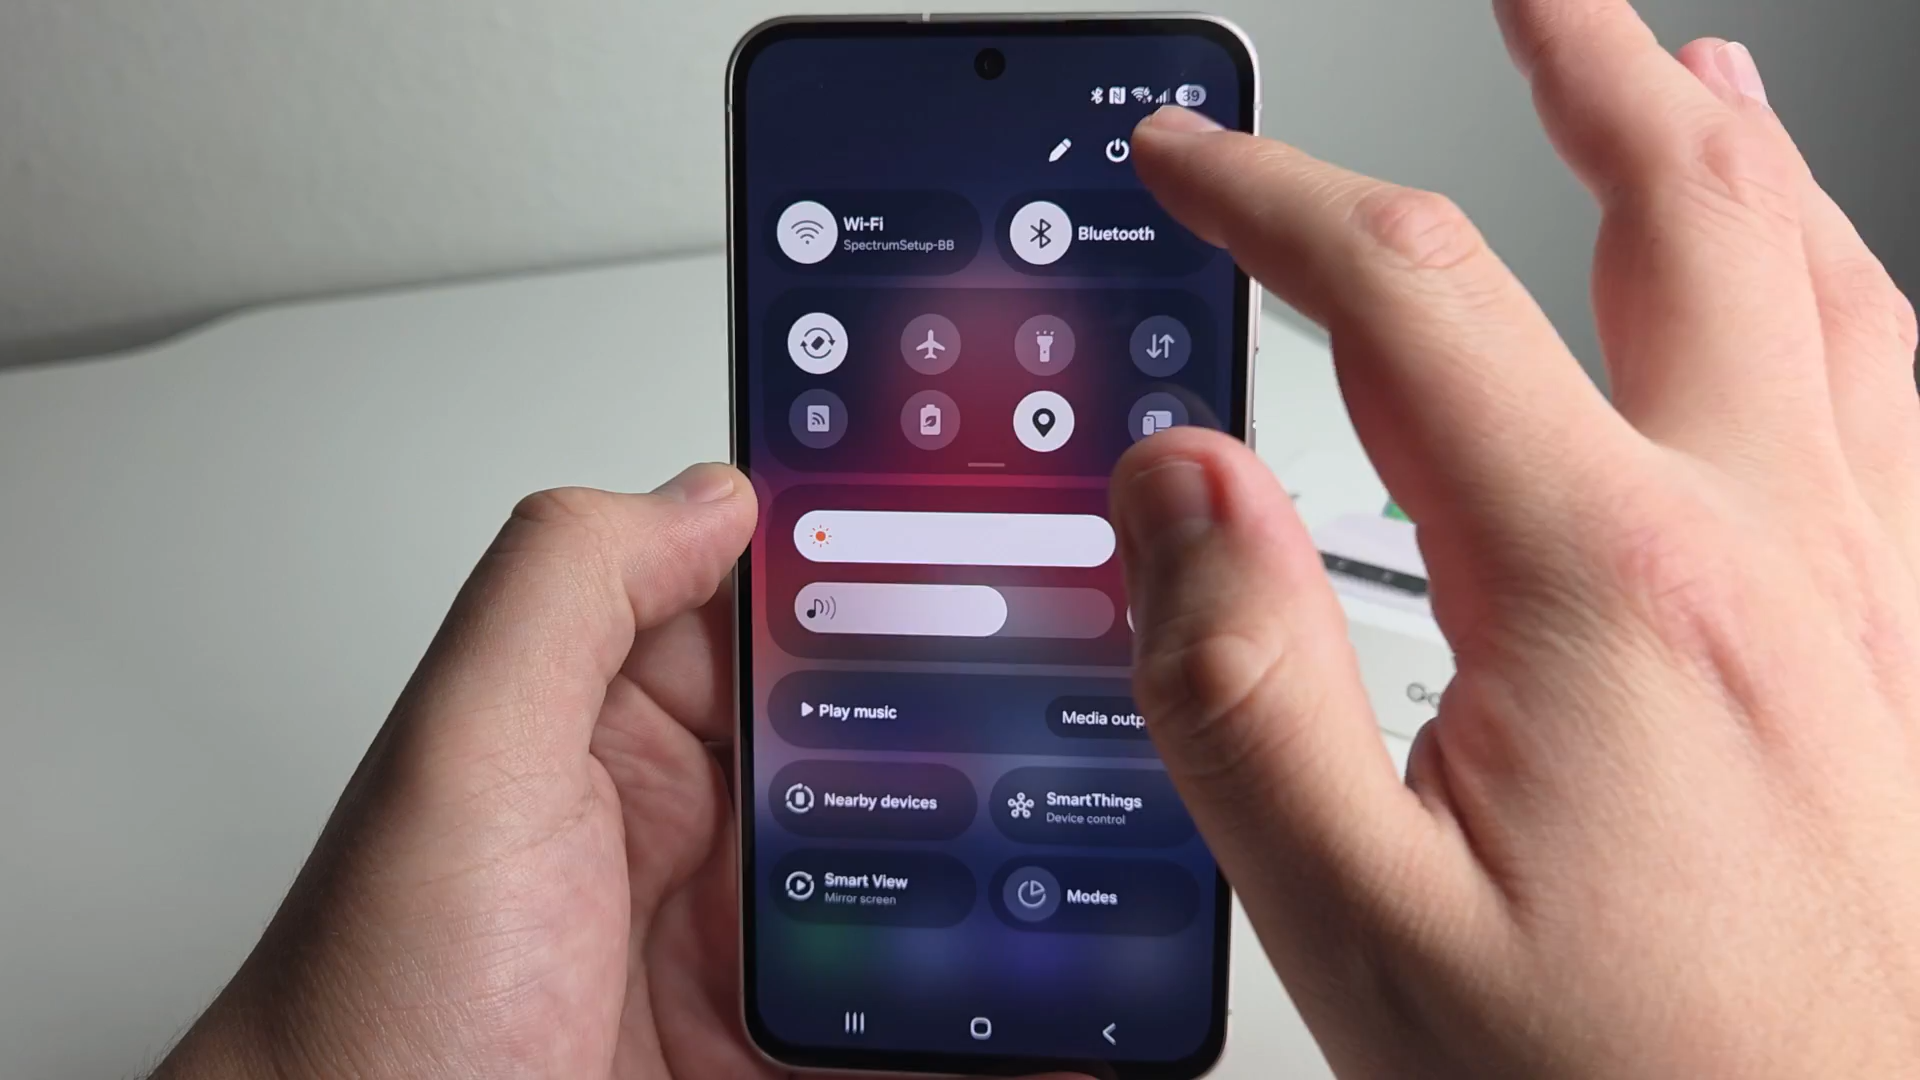 39
Wi-Fi
SpectrumSetup-BB
Bluetooth
Play music
Media outp
Nearby devices
SmartThings
Device control
Smart View
Mirror screen
Modes
Go